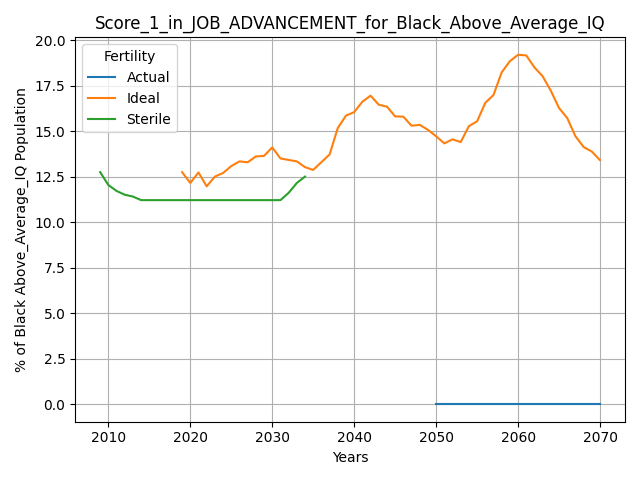 Score_1_in_JOB_ADVANCEMENT_for_Black_Above_Average_IQ
% of Black Above_Average_IQ Population
20.0
17.5
15.0
12.5
10.0
7.5
5.0
2.5
0.0
Fertility
Actual
Ideal
Sterile
2010 2020 2030 2040 2050 2060 2070
Years